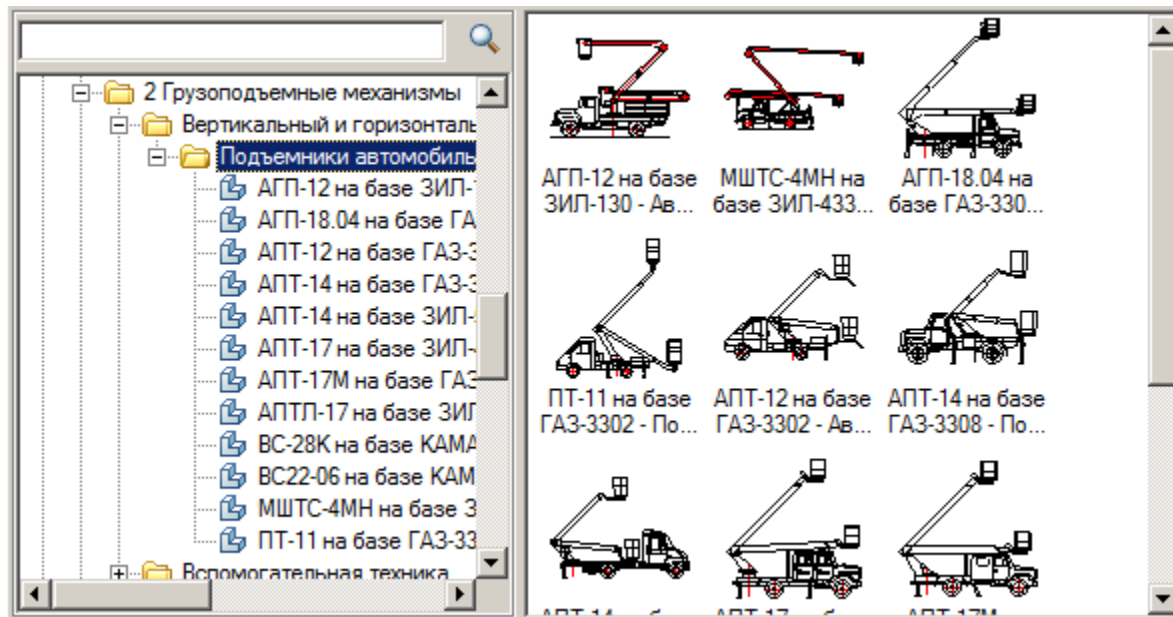 2 Грузоподъемные механизмы
Вертикальный и горизонталь
Подъемники автомобиль
АГП-12 на базе ЗИЛ-
АГП-18.04 на базе ГА
АПТ-12 на базе ГАЗ-3
АПТ-14 на базе ГАЗ-3
АПТ-14 на базе ЗИЛ-
АПТ-17 на базе ЗИЛ-
АПТ-17М на базе ГАЗ
АПТЛ-17 на базе ЗИЛ
ВС-28К на базе КАМА
ВС22-06 на базе КАМ
МШТС-4МН на базе З
ПТ-11 на базе ГАЗ-33
Вспомогательная техника
АГП-12 на базе
ЗИЛ-130 - Ав...
МШТС-4МН на
базе ЗИЛ-433...
АГП-18.04 на
базе ГАЗ-330...
ПТ-11 на базе
ГАЗ-3302 - По...
АПТ-12 на базе
ГАЗ-3302 - Ав...
АПТ-14 на базе
ГАЗ-3308 - По...